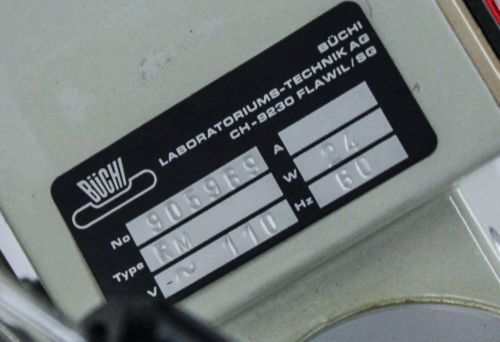 BÜCHI
BÜCHI
LABORATORIUMS-TECHNIK AG
CH-9230 FLAWIL/SG
No 905969 A
Type RM W 24
V ~ 110 Hz 60